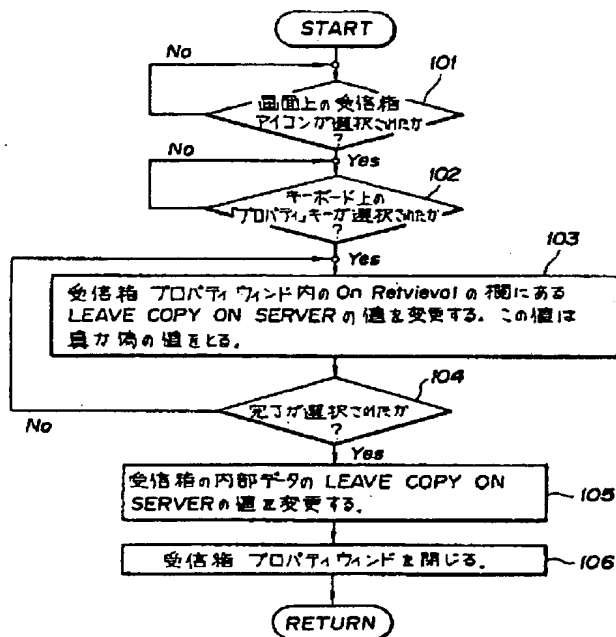 START
No
101
画面上の受信箱
アイコンが選択されたか
?
Yes
No
102
キーボード上の
「プロパティ」キーが選択されたか
?
Yes
103
受信箱 プロパティウィンド内の On Retvieval の欄にある
LEAVE COPY ON SERVER の値を変更する。この値は
真か偽の値をとる。
104
完了が選択されたか
?
No
Yes
受信箱の内部データの LEAVE COPY ON
SERVER の値を変更する。
105
受信箱 プロパティウィンドを閉じる。
106
RETURN